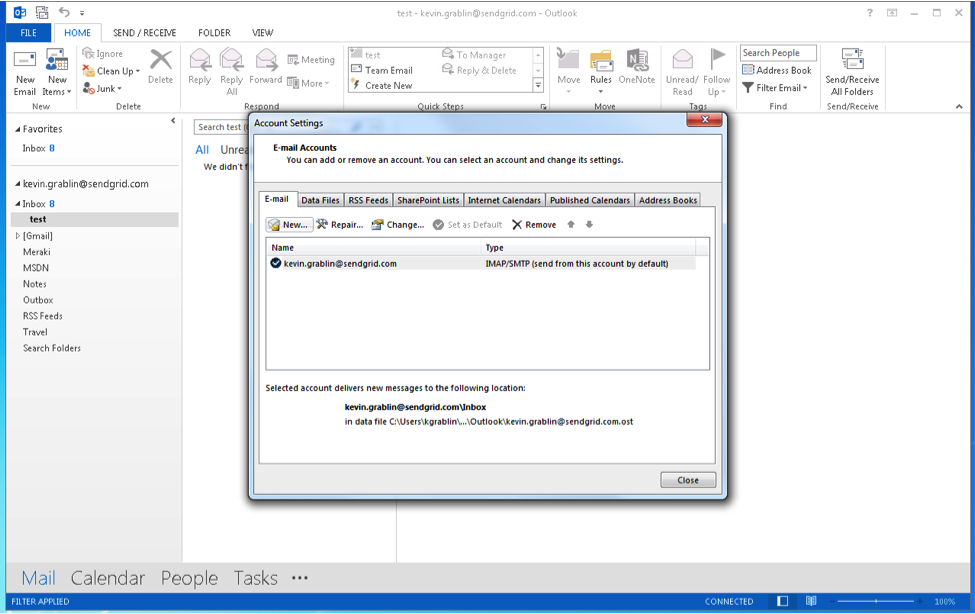 test - kevin.grablin@sendgrid.com - Outlook
FILE HOME SEND / RECEIVE FOLDER VIEW
New Email
New Items
Ignore
Clean Up
Junk
Delete
Reply
Reply All
Forward
Meeting
More
test
Team Email
Create New
To Manager
Reply & Delete
Move
Rules
OneNote
Unread/ Read
Follow Up
Search People
Address Book
Filter Email
Send/Receive All Folders
New Delete Respond Quick Steps Move Tags Find Send/Receive
Favorites
Inbox 8
kevin.grablin@sendgrid.com
Inbox 8
test
[Gmail]
Meraki
MSDN
Notes
Outbox
RSS Feeds
Travel
Search Folders
Search test
All Unrea
We didn't f
Account Settings
E-mail Accounts
You can add or remove an account. You can select an account and change its settings.
E-mail Data Files RSS Feeds SharePoint Lists Internet Calendars Published Calendars Address Books
New... Repair... Change... Set as Default Remove
Name Type
kevin.grablin@sendgrid.com IMAP/SMTP (send from this account by default)
Selected account delivers new messages to the following location:
kevin.grablin@sendgrid.com\Inbox
in data file C:\Users\kgrablin\...\Outlook\kevin.grablin@sendgrid.com.ost
Close
Mail Calendar People Tasks ...
FILTER APPLIED CONNECTED 100%